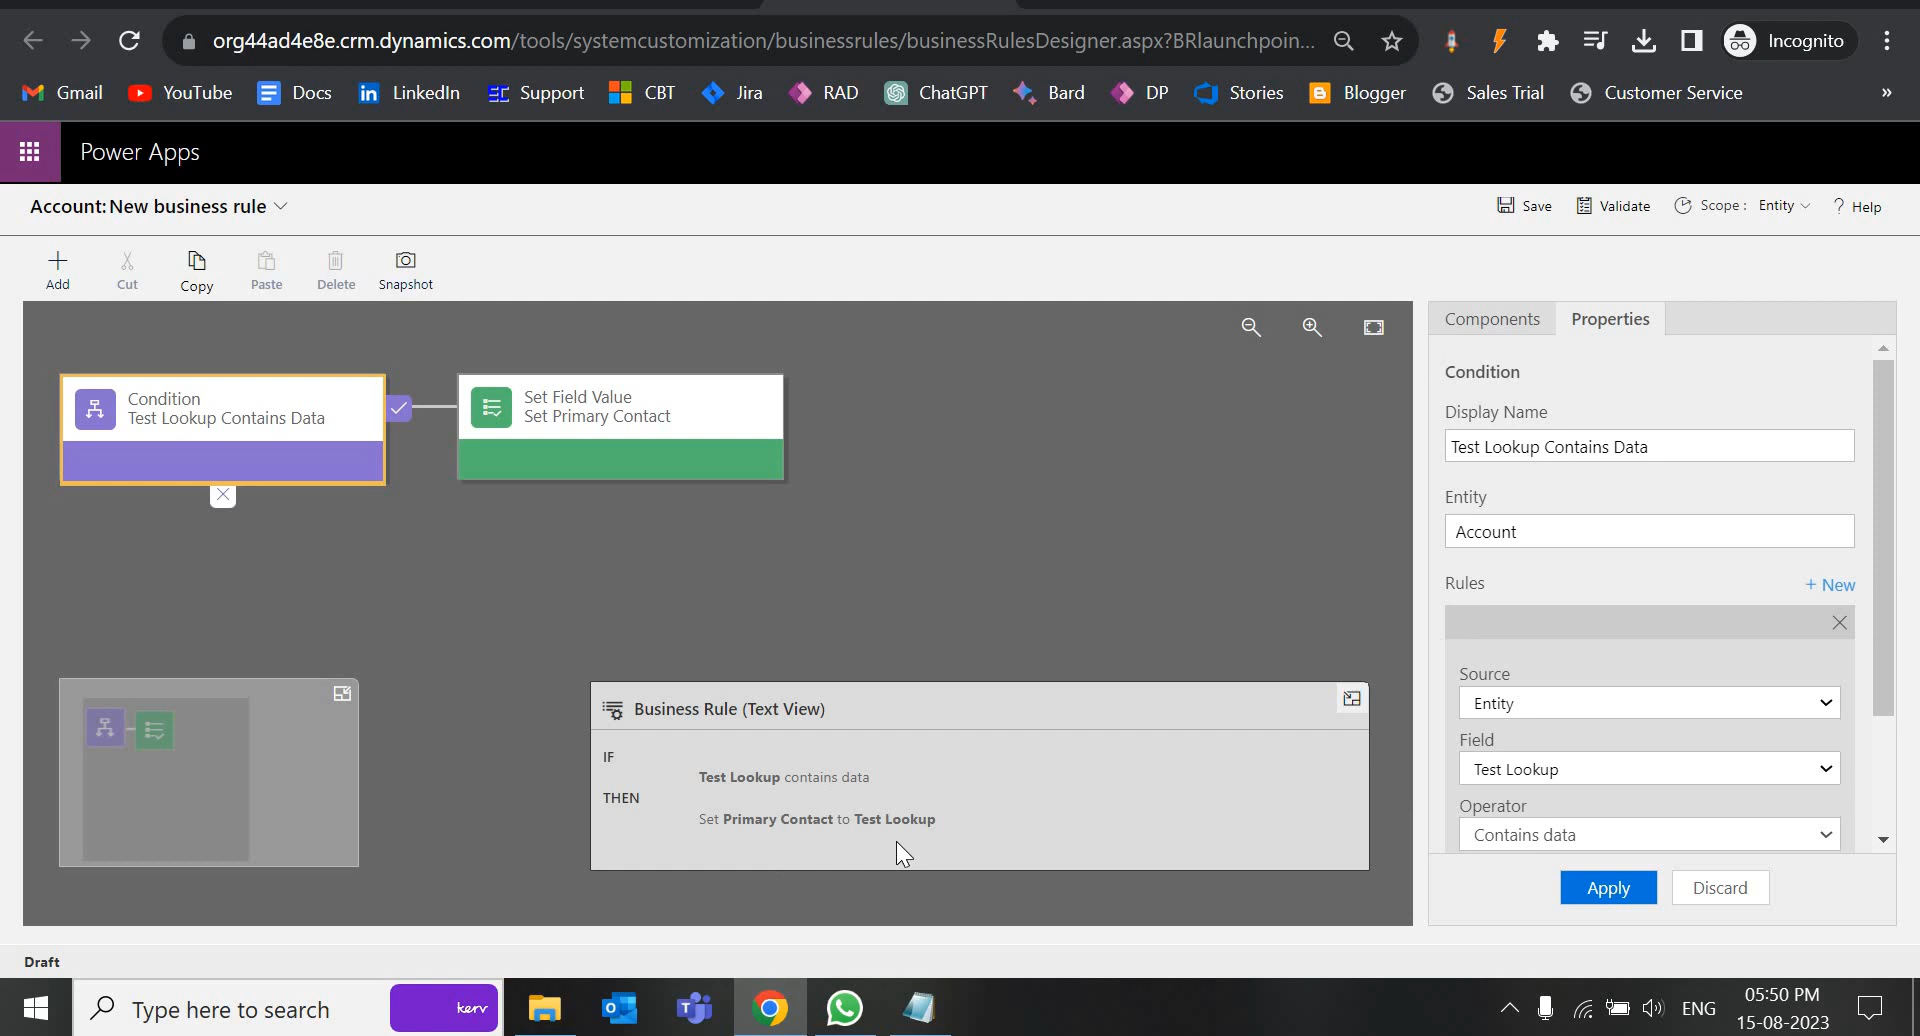 org44ad4e8e.crm.dynamics.com/tools/systemcustomization/businessrules/businessRulesDesigner.aspx?BRlaunchpoin...
Incognito
Gmail YouTube Docs LinkedIn Support CBT Jira RAD ChatGPT Bard DP Stories Blogger Sales Trial Customer Service »
Power Apps
Account: New business rule
Save Validate Scope : Entity ? Help
Add Cut Copy Paste Delete Snapshot
Components Properties
Condition
Test Lookup Contains Data
Set Field Value
Set Primary Contact
Condition
Display Name
Test Lookup Contains Data
Entity
Account
Rules + New
Source
Entity
Field
Test Lookup
Operator
Contains data
Apply Discard
Business Rule (Text View)
IF
Test Lookup contains data
THEN
Set Primary Contact to Test Lookup
Draft
Type here to search
kerv
ENG
05:50 PM
15-08-2023